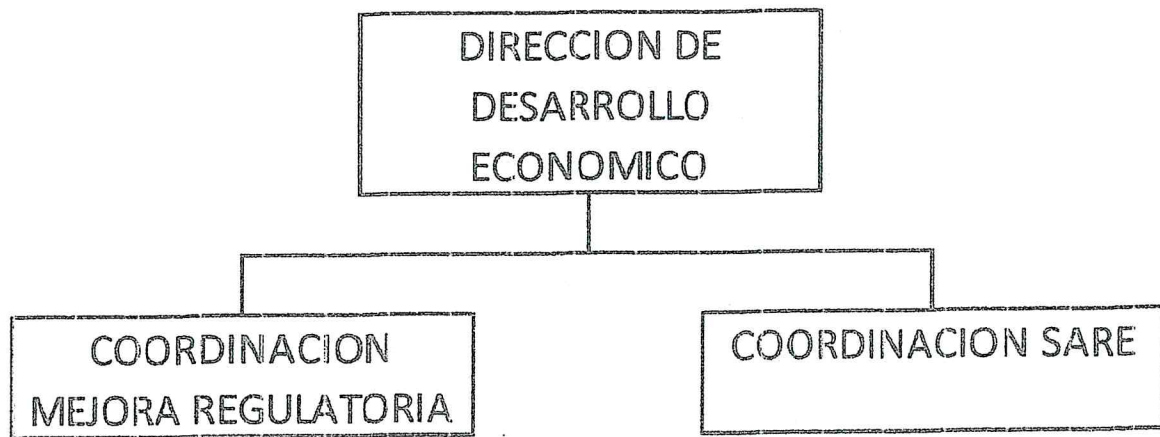 DIRECCION DE
DESARROLLO
ECONOMICO
COORDINACION
MEJORA REGULATORIA
COORDINACION SARE